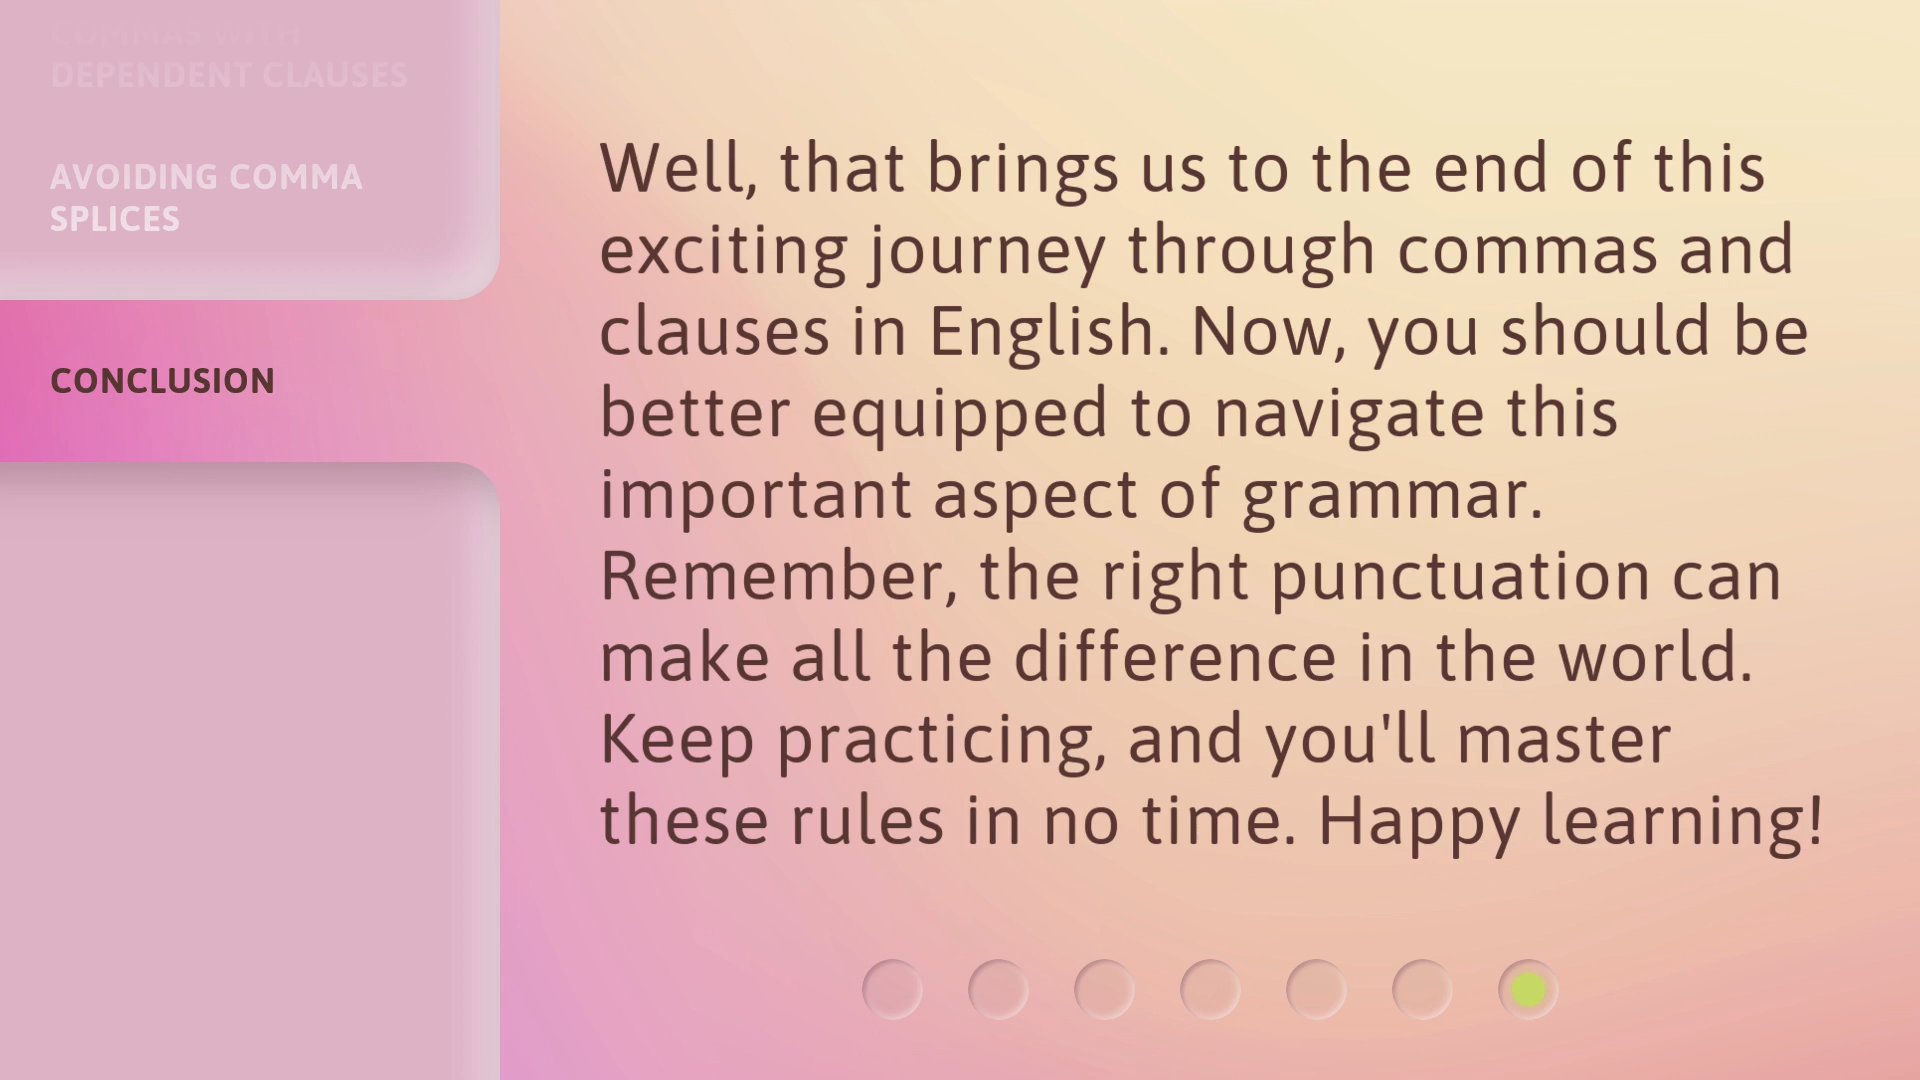 COMMAS WITH
DEPENDENT CLAUSES
AVOIDING COMMA
SPLICES
CONCLUSION
Well, that brings us to the end of this
exciting journey through commas and
clauses in English. Now, you should be
better equipped to navigate this
important aspect of grammar.
Remember, the right punctuation can
make all the difference in the world.
Keep practicing, and you'll master
these rules in no time. Happy learning!